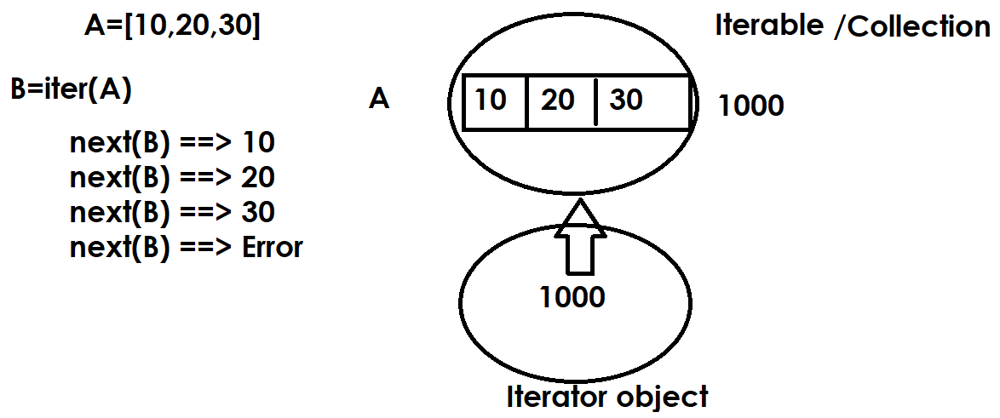 A=[10,20,30]
B=iter(A)
next(B) ==> 10
next(B) ==> 20
next(B) ==> 30
next(B) ==> Error
Iterable /Collection
A
10 20 30
1000
1000
Iterator object